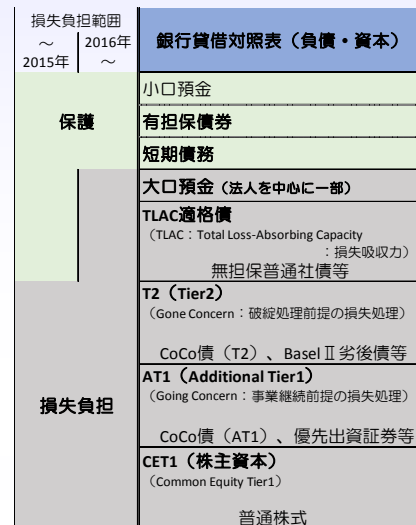 損失負担範囲
～ 2016年
2015年 ～
銀行貸借対照表（負債・資本）
保護
小口預金
有担保債券
短期債務
大口預金（法人を中心に一部）
TLAC適格債
（TLAC：Total Loss-Absorbing Capacity
：損失吸収力）
無担保普通社債等
T2（Tier2）
（Gone Concern：破綻処理前提の損失処理）
CoCo債（T2）、BaselⅡ劣後債等
損失負担
AT1（Additional Tier1）
（Going Concern：事業継続前提の損失処理）
CoCo債（AT1）、優先出資証券等
CET1（株主資本）
（Common Equity Tier1）
普通株式